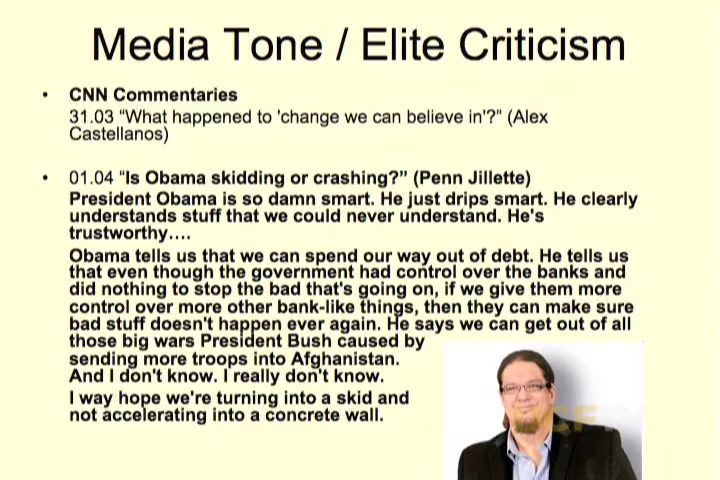 Media Tone / Elite Criticism
• CNN Commentaries
31.03 “What happened to 'change we can believe in'?” (Alex
Castellanos)
• 01.04 “Is Obama skidding or crashing?” (Penn Jillette)
President Obama is so damn smart. He just drips smart. He clearly
understands stuff that we could never understand. He's
trustworthy….
Obama tells us that we can spend our way out of debt. He tells us
that even though the government had control over the banks and
did nothing to stop the bad that's going on, if we give them more
control over more other bank-like things, then they can make sure
bad stuff doesn't happen ever again. He says we can get out of all
those big wars President Bush caused by
sending more troops into Afghanistan.
And I don't know. I really don't know.
I way hope we're turning into a skid and
not accelerating into a concrete wall.